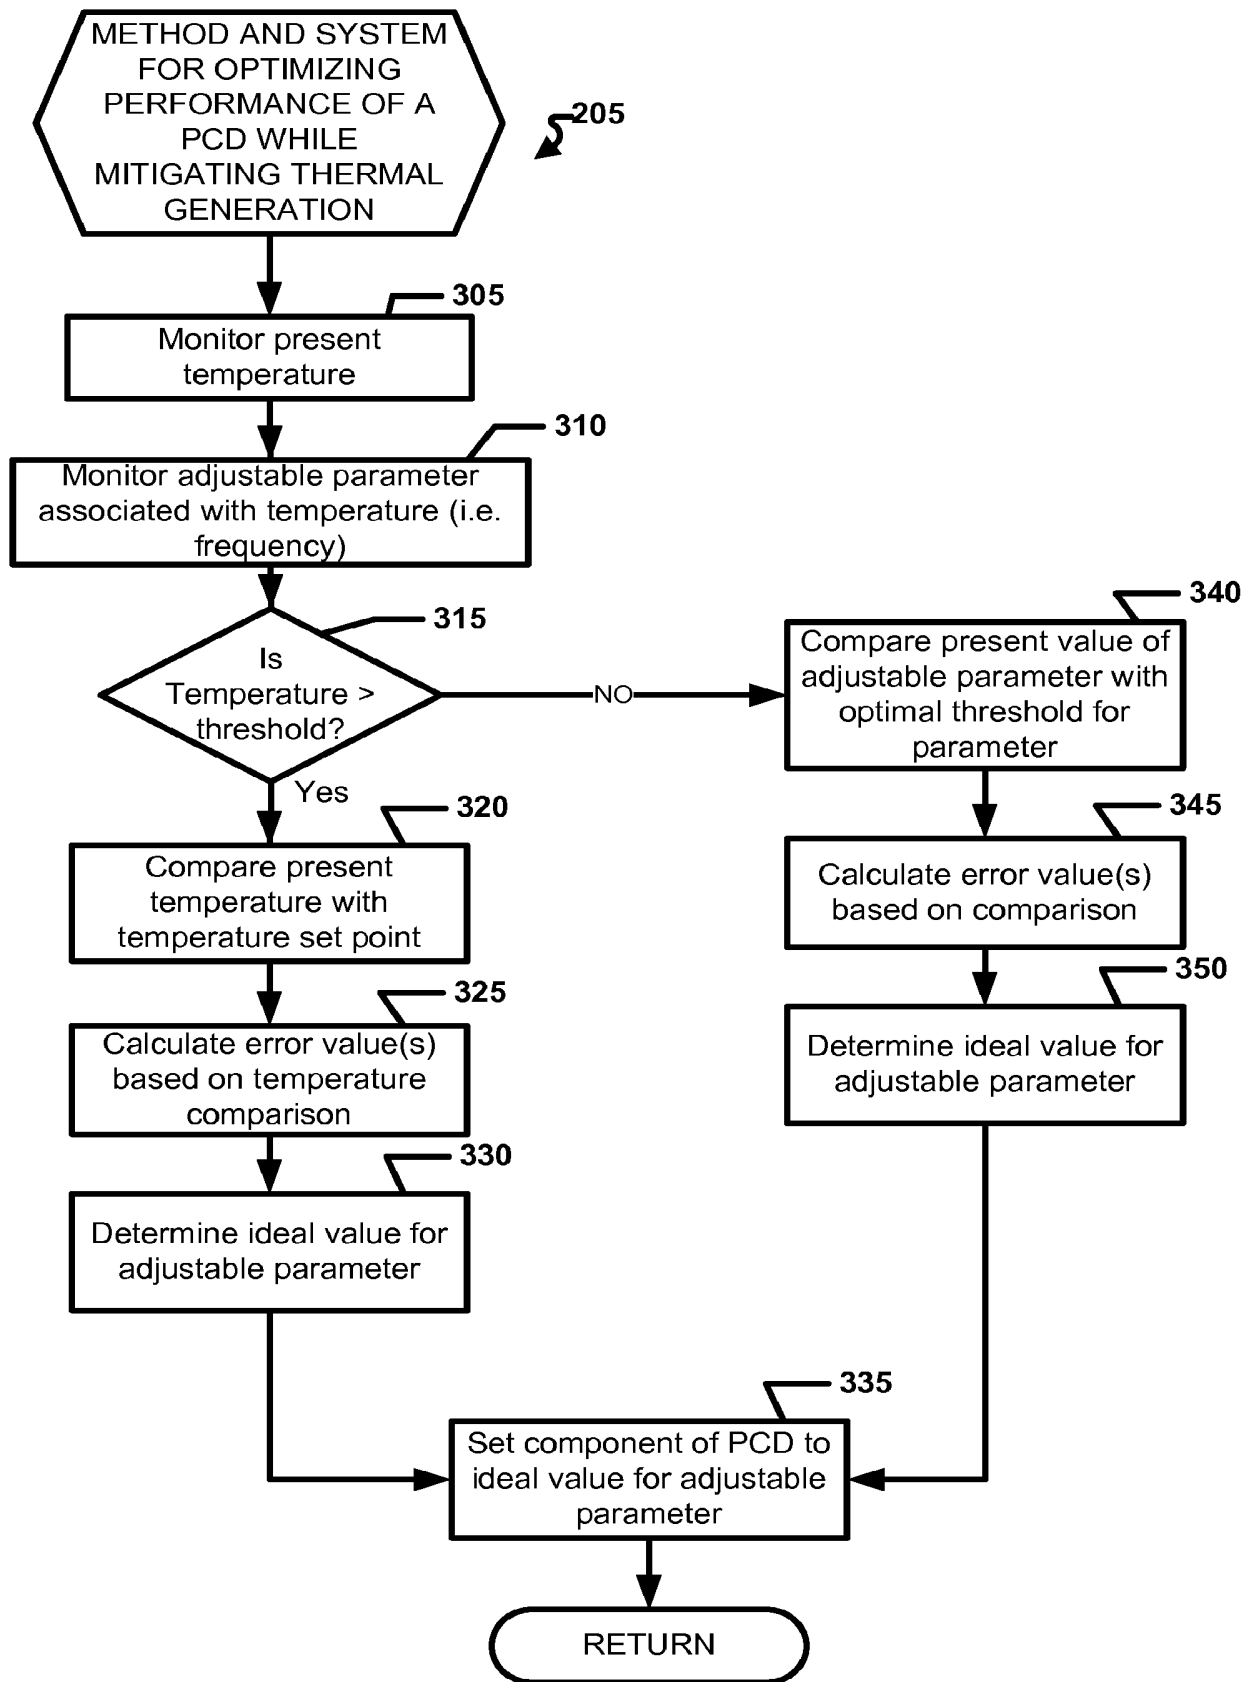 METHOD AND SYSTEM
FOR OPTIMIZING
PERFORMANCE OF A
PCD WHILE
MITIGATING THERMAL
GENERATION
205
305
Monitor present
temperature
310
Monitor adjustable parameter
associated with temperature (i.e.
frequency)
315
Is
Temperature >
threshold?
NO
Yes
340
Compare present value of
adjustable parameter with
optimal threshold for
parameter
320
Compare present
temperature with
temperature set point
345
Calculate error value(s)
based on comparison
325
Calculate error value(s)
based on temperature
comparison
350
Determine ideal value for
adjustable parameter
330
Determine ideal value for
adjustable parameter
335
Set component of PCD to
ideal value for adjustable
parameter
RETURN